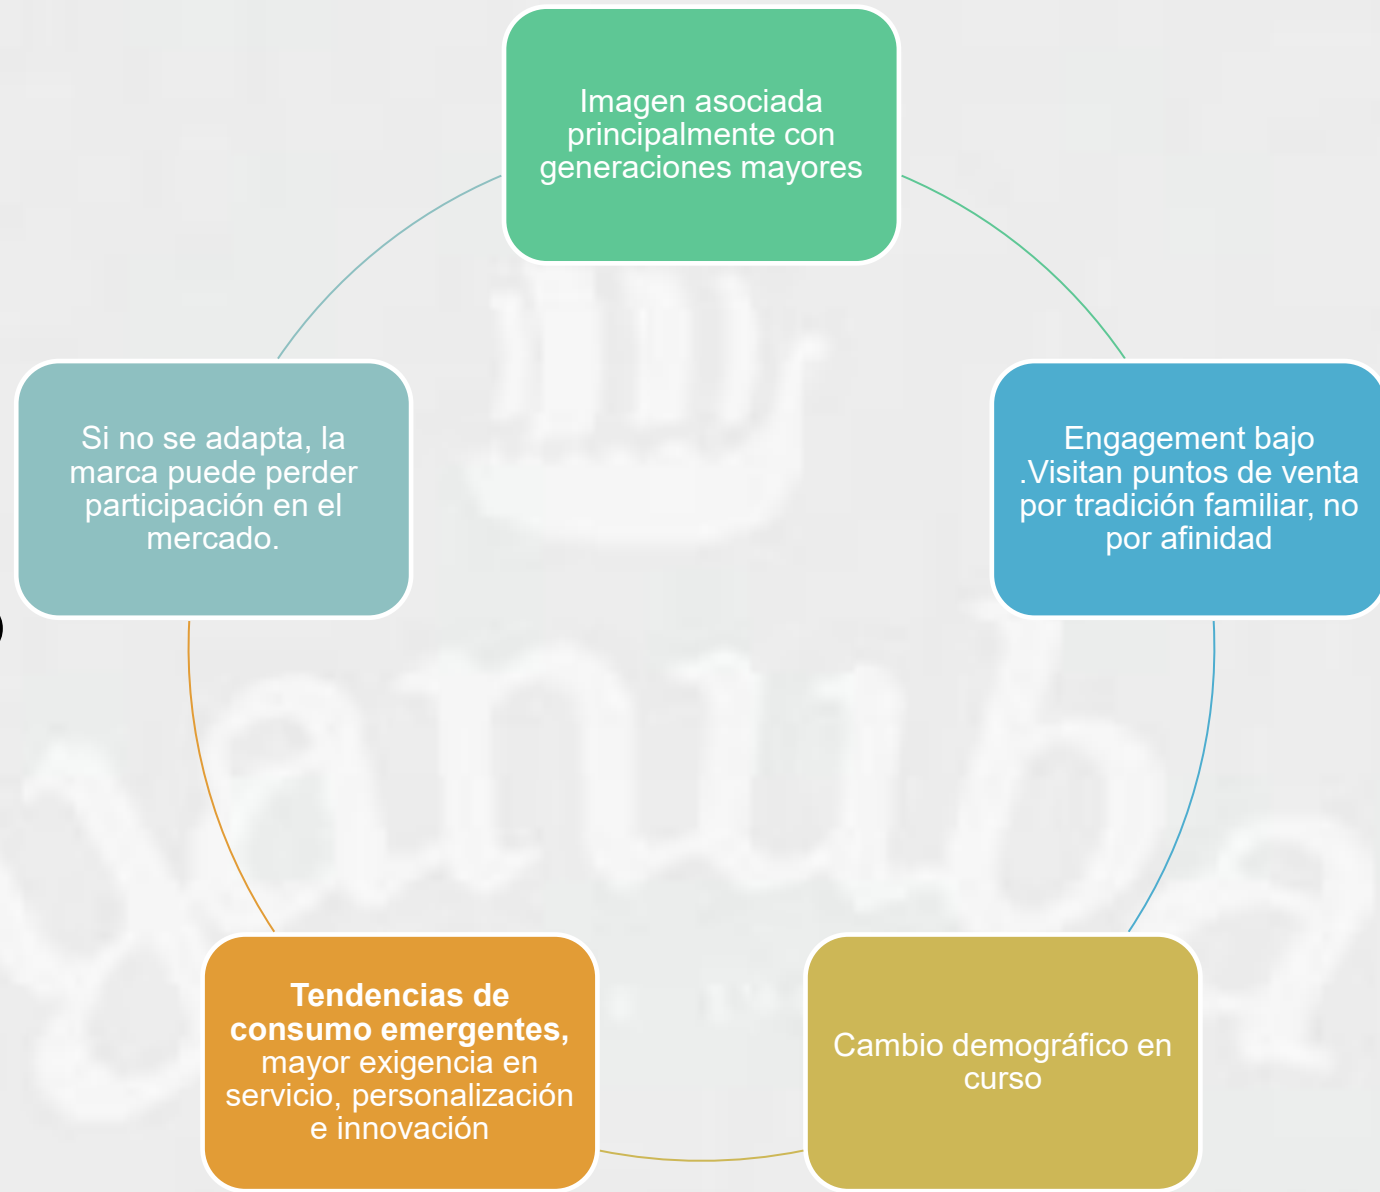 Imagen asociada
principalmente con
generaciones mayores
Engagement bajo
.Visitan puntos de venta
por tradición familiar, no
por afinidad
Cambio demográfico en
curso
Tendencias de
consumo emergentes,
mayor exigencia en
servicio, personalización
e innovación
Si no se adapta, la
marca puede perder
participación en el
mercado.